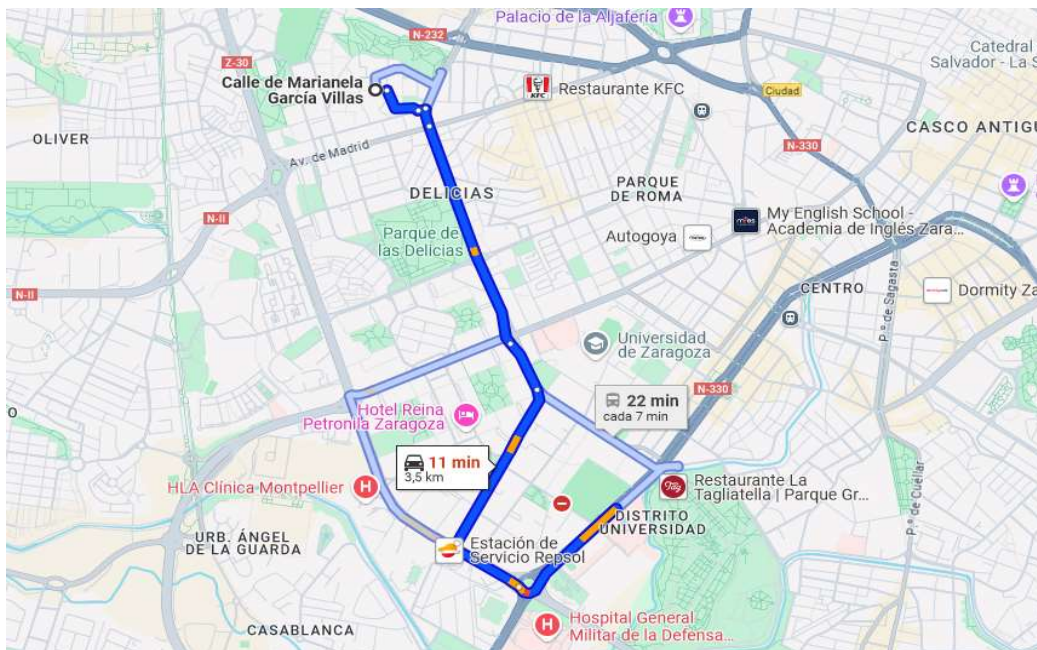 Palacio de la Aljafería
N-232
Z-30
Calle de Marianela
García Villas
Restaurante KFC
KFC
Ciudad
Catedral
Salvador - La S
OLIVER
Av. de Madrid
N-330
CASCO ANTIGU
DELICIAS
PARQUE
DE ROMA
My English School -
Academia de Inglés Zara...
N-II
Parque de
las Delicias
Autogoya
P.º de Sagasta
N-II
CENTRO
Dormity Za
Universidad
de Zaragoza
N-330
22 min
cada 7 min
o
Hotel Reina
Petronila Zaragoza
11 min
3,5 km
HLA Clínica Montpellier
H
Restaurante La
Tagliatella | Parque Gr...
P.º de Cuéllar
DISTRITO
UNIVERSIDAD
URB. ÁNGEL
DE LA GUARDA
Estación de
Servicio Repsol
H
Hospital General
Militar de la Defensa...
CASABLANCA